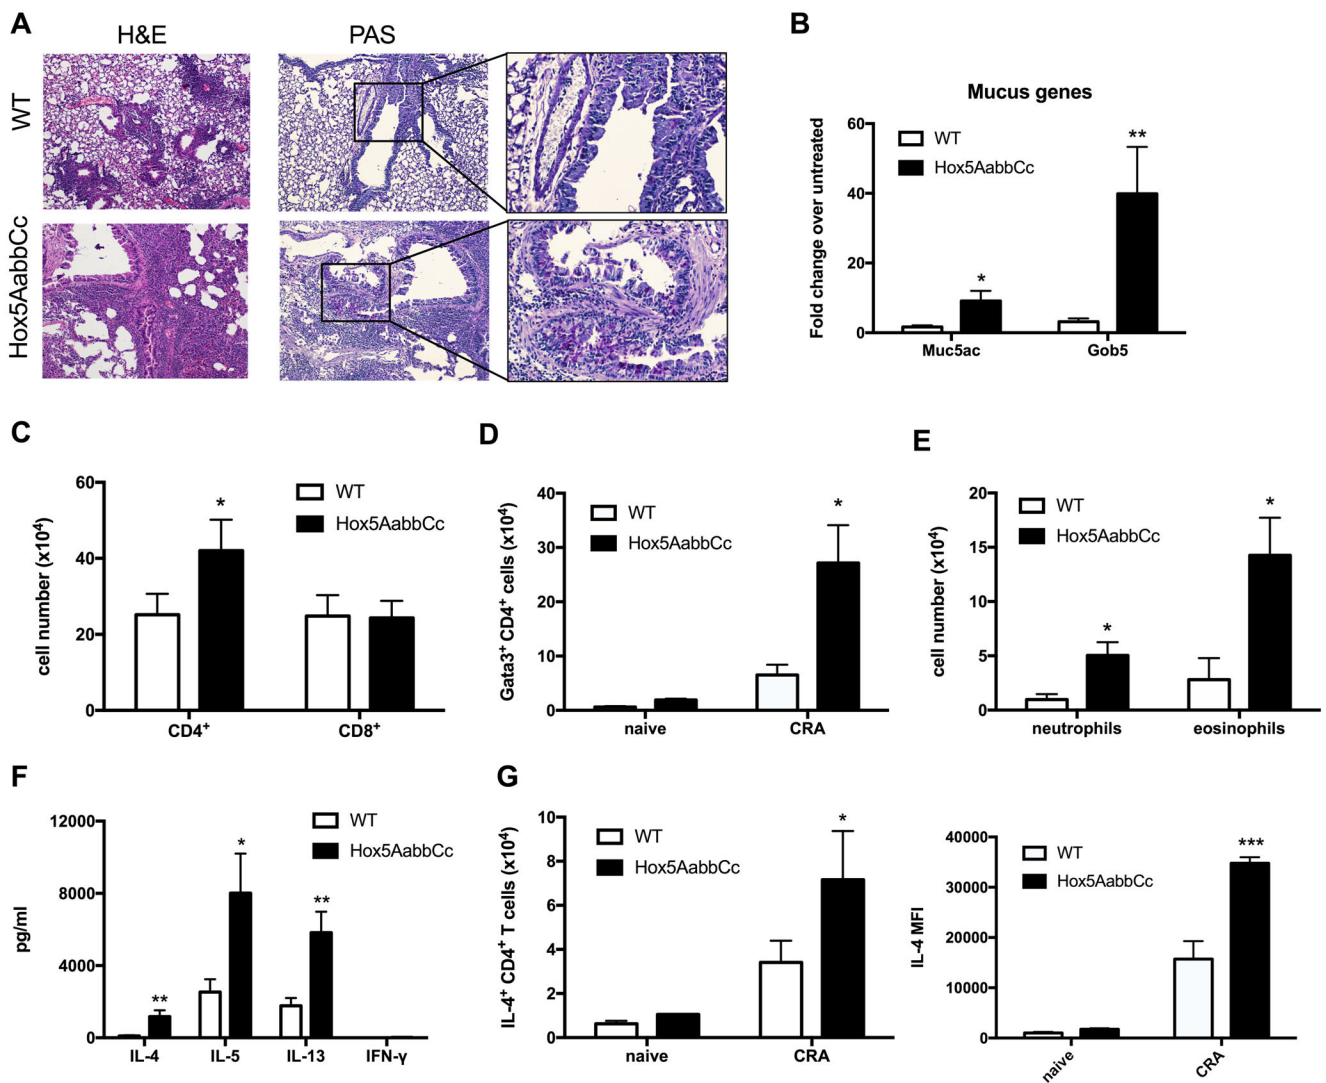 A
H&E
PAS
WT
Hox5AabbCc
B
Mucus genes
Fold change over untreated
60
40
20
0
WT
Hox5AabbCc
*
**
Muc5ac
Gob5
C
cell number (x10⁴)
60
40
20
0
WT
Hox5AabbCc
*
CD4⁺
CD8⁺
D
Gata3⁺ CD4⁺ cells (x10⁴)
40
30
20
10
0
WT
Hox5AabbCc
*
naive
CRA
E
cell number (x10⁴)
20
15
10
5
0
WT
Hox5AabbCc
*
*
neutrophils
eosinophils
F
pg/ml
12000
8000
4000
0
WT
Hox5AabbCc
**
*
**
IL-4
IL-5
IL-13
IFN-γ
G
IL-4⁺ CD4⁺ T cells (x10⁴)
10
8
6
4
2
0
WT
Hox5AabbCc
*
naive
CRA
IL-4 MFI
40000
30000
20000
10000
0
WT
Hox5AabbCc
***
naive
CRA